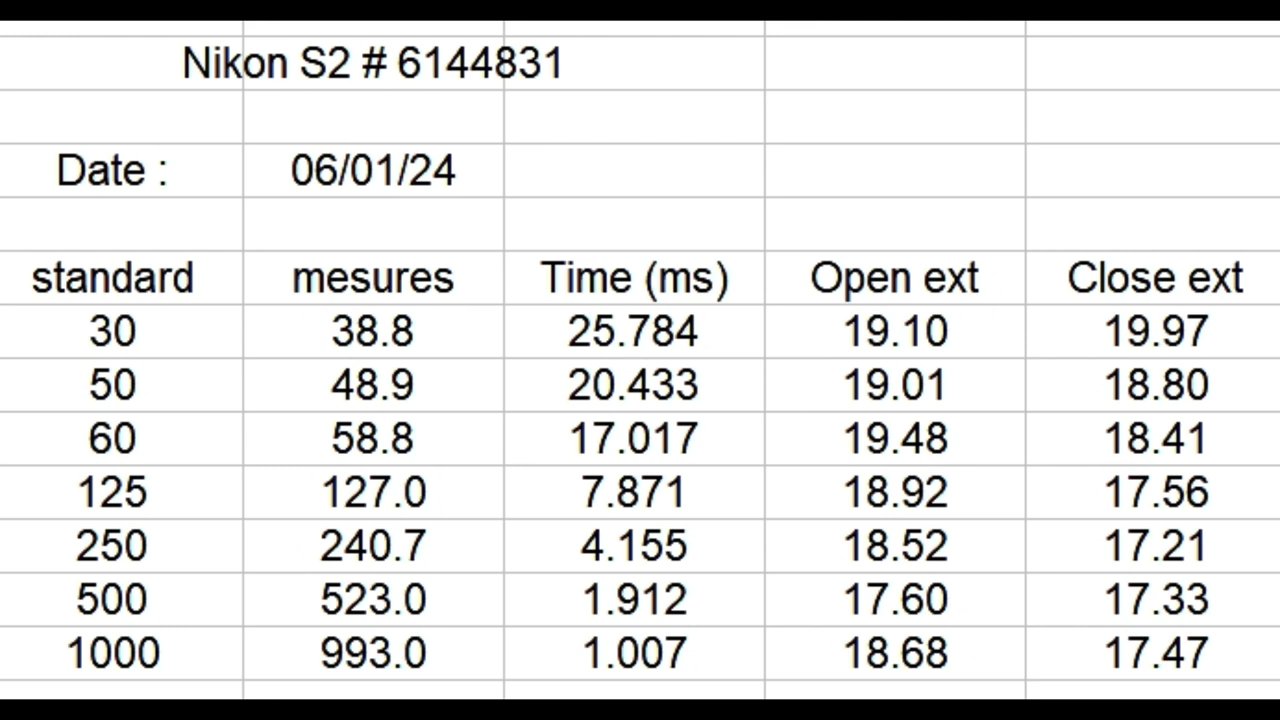 Nikon S2 # 6144831
Date : 06/01/24
standard mesures Time (ms) Open ext Close ext
30 38.8 25.784 19.10 19.97
50 48.9 20.433 19.01 18.80
60 58.8 17.017 19.48 18.41
125 127.0 7.871 18.92 17.56
250 240.7 4.155 18.52 17.21
500 523.0 1.912 17.60 17.33
1000 993.0 1.007 18.68 17.47